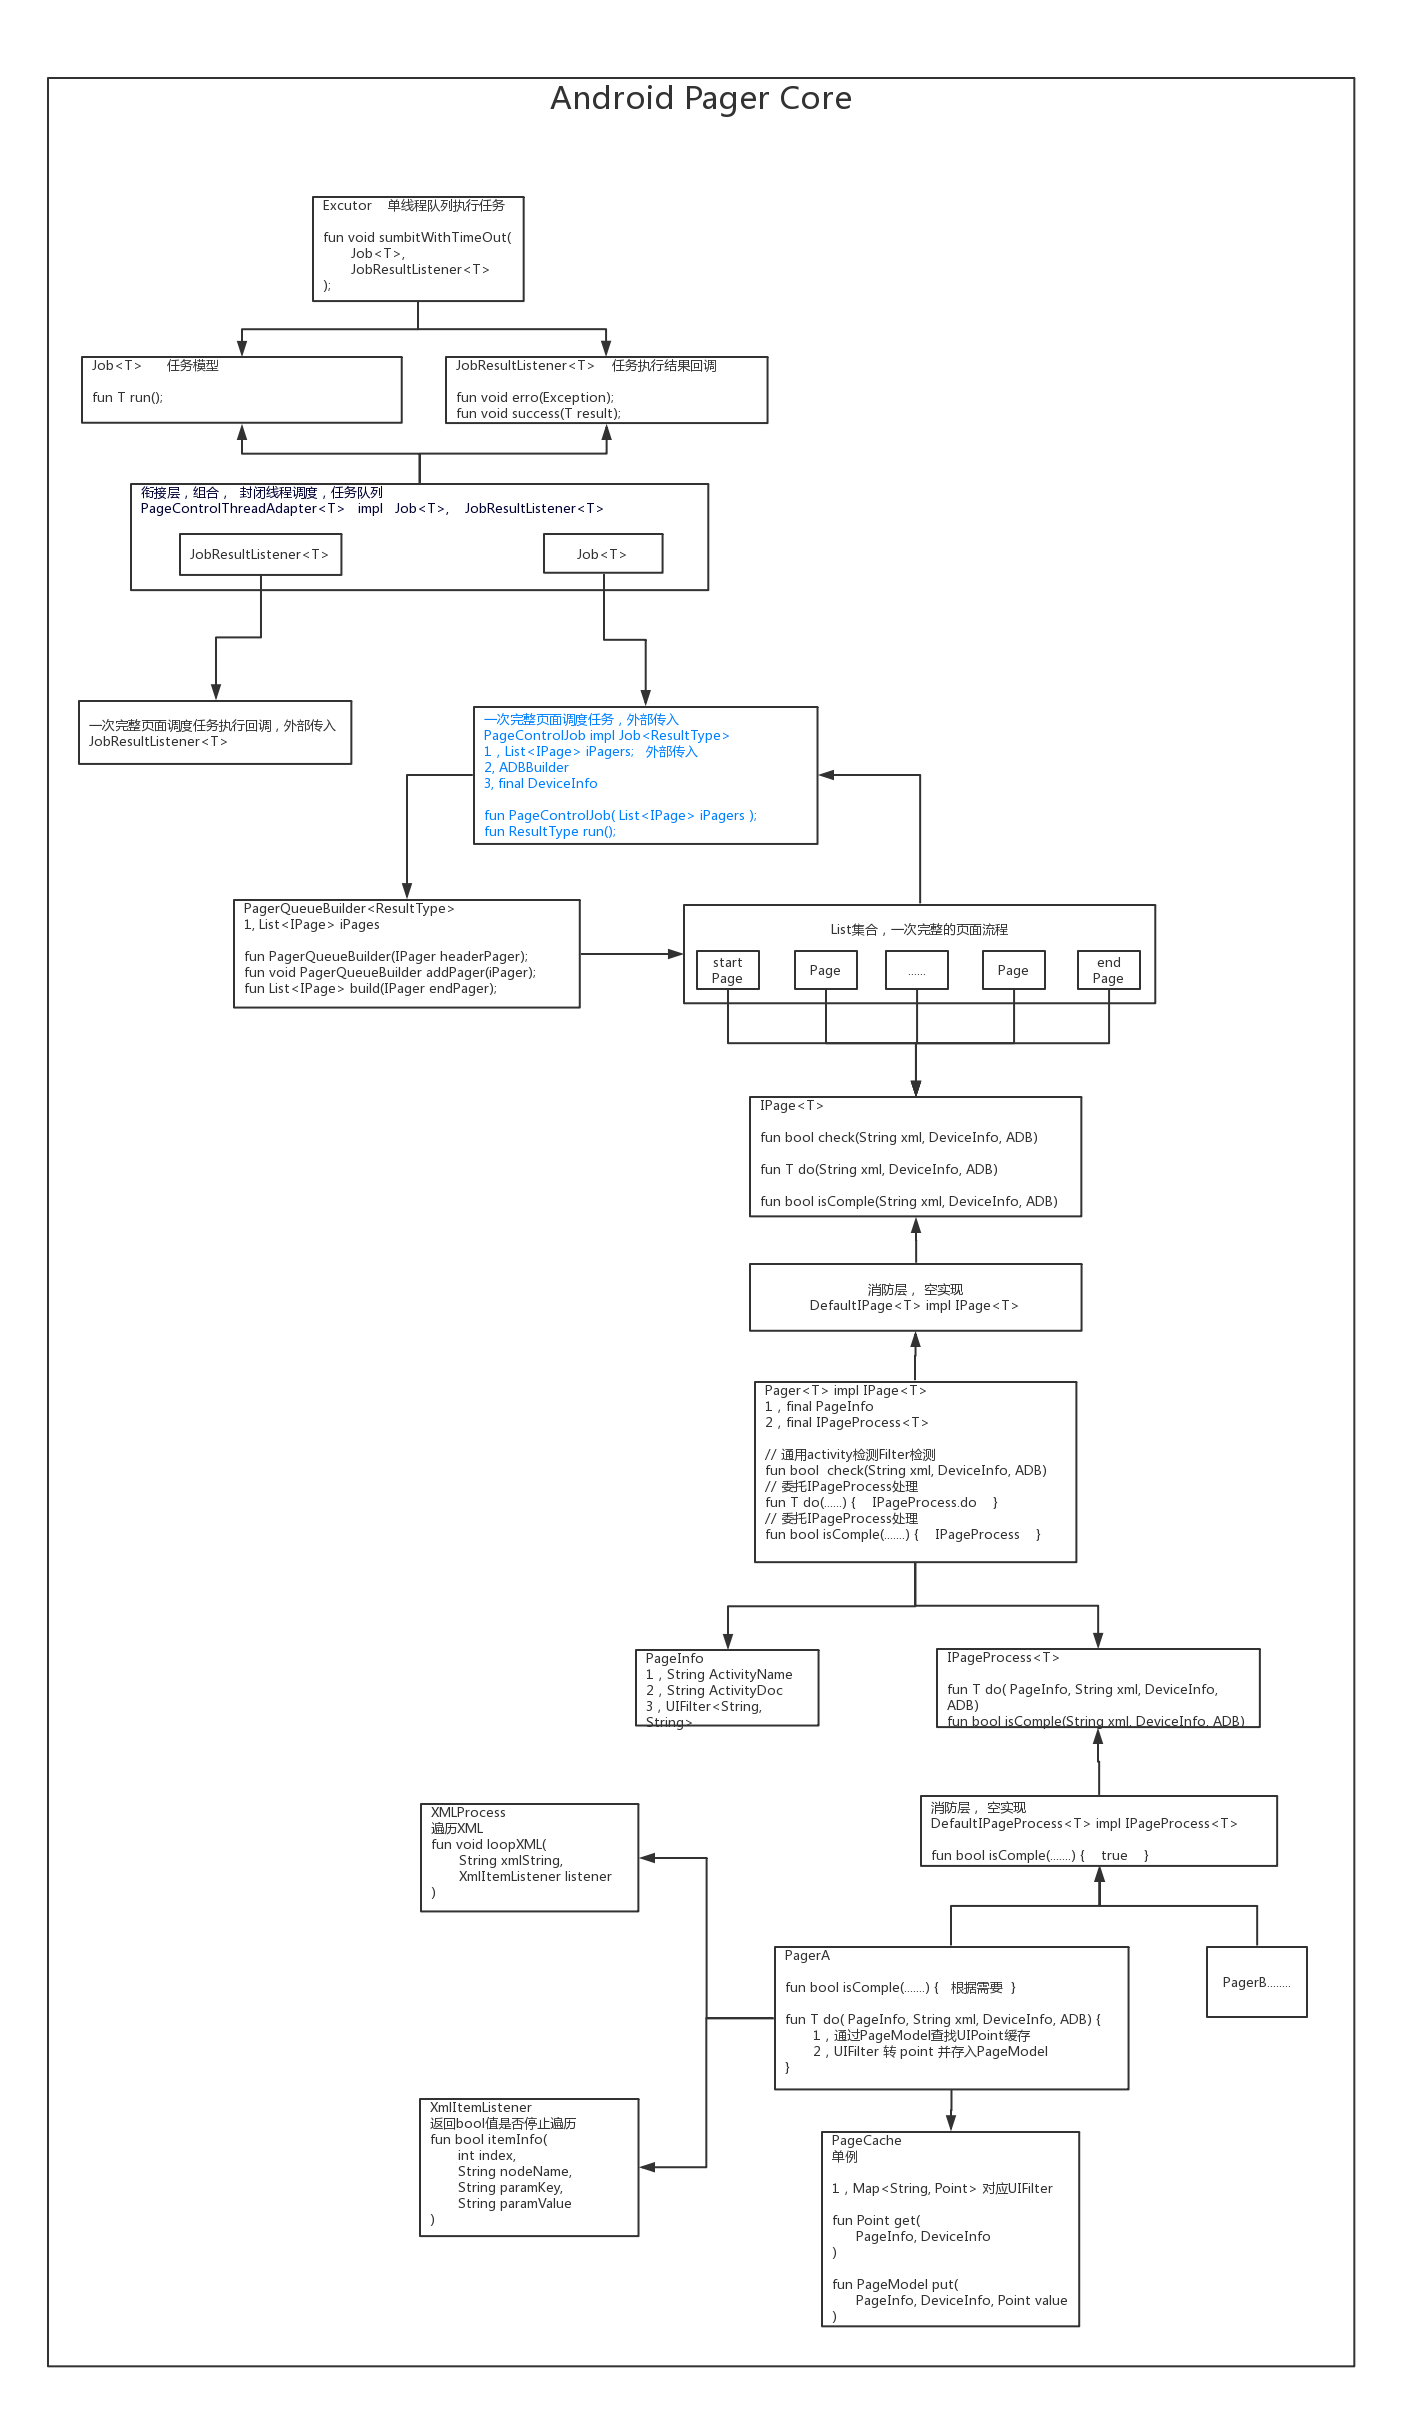 Android Pager Core
Excutor 单线程队列执行任务
fun void sumbitWithTimeOut(
Job<T>,
JobResultListener<T>
);
Job<T> 任务模型
fun T run();
JobResultListener<T> 任务执行结果回调
fun void erro(Exception);
fun void success(T result);
衔接层，组合， 封闭线程调度，任务队列
PageControlThreadAdapter<T> impl Job<T>, JobResultListener<T>
JobResultListener<T>
Job<T>
一次完整页面调度任务执行回调，外部传入
JobResultListener<T>
一次完整页面调度任务，外部传入
PageControlJob impl Job<ResultType>
1，List<IPage> iPagers; 外部传入
2, ADBBuilder
3, final DeviceInfo
fun PageControlJob( List<IPage> iPagers );
fun ResultType run();
PagerQueueBuilder<ResultType>
1, List<IPage> iPages
fun PagerQueueBuilder(IPager headerPager);
fun void PagerQueueBuilder addPager(iPager);
fun List<IPage> build(IPager endPager);
List集合，一次完整的页面流程
start
Page
Page
......
Page
end
Page
IPage<T>
fun bool check(String xml, DeviceInfo, ADB)
fun T do(String xml, DeviceInfo, ADB)
fun bool isComple(String xml, DeviceInfo, ADB)
消防层， 空实现
DefaultIPage<T> impl IPage<T>
Pager<T> impl IPage<T>
1，final PageInfo
2，final IPageProcess<T>
// 通用activity检测Filter检测
fun bool check(String xml, DeviceInfo, ADB)
// 委托IPageProcess处理
fun T do(......) { IPageProcess.do }
// 委托IPageProcess处理
fun bool isComple(.......) { IPageProcess }
PageInfo
1，String ActivityName
2，String ActivityDoc
3，UIFilter<String,
String>
IPageProcess<T>
fun T do( PageInfo, String xml, DeviceInfo,
ADB)
fun bool isComple(String xml, DeviceInfo, ADB)
消防层， 空实现
DefaultIPageProcess<T> impl IPageProcess<T>
fun bool isComple(.......) { true }
XMLProcess
遍历XML
fun void loopXML(
String xmlString,
XmlItemListener listener
)
PagerA
fun bool isComple(.......) { 根据需要 }
fun T do( PageInfo, String xml, DeviceInfo, ADB) {
1，通过PageModel查找UIPoint缓存
2，UIFilter 转 point 并存入PageModel
}
PagerB........
XmlItemListener
返回bool值是否停止遍历
fun bool itemInfo(
int index,
String nodeName,
String paramKey,
String paramValue
)
PageCache
单例
1，Map<String, Point> 对应UIFilter
fun Point get(
PageInfo, DeviceInfo
)
fun PageModel put(
PageInfo, DeviceInfo, Point value
)